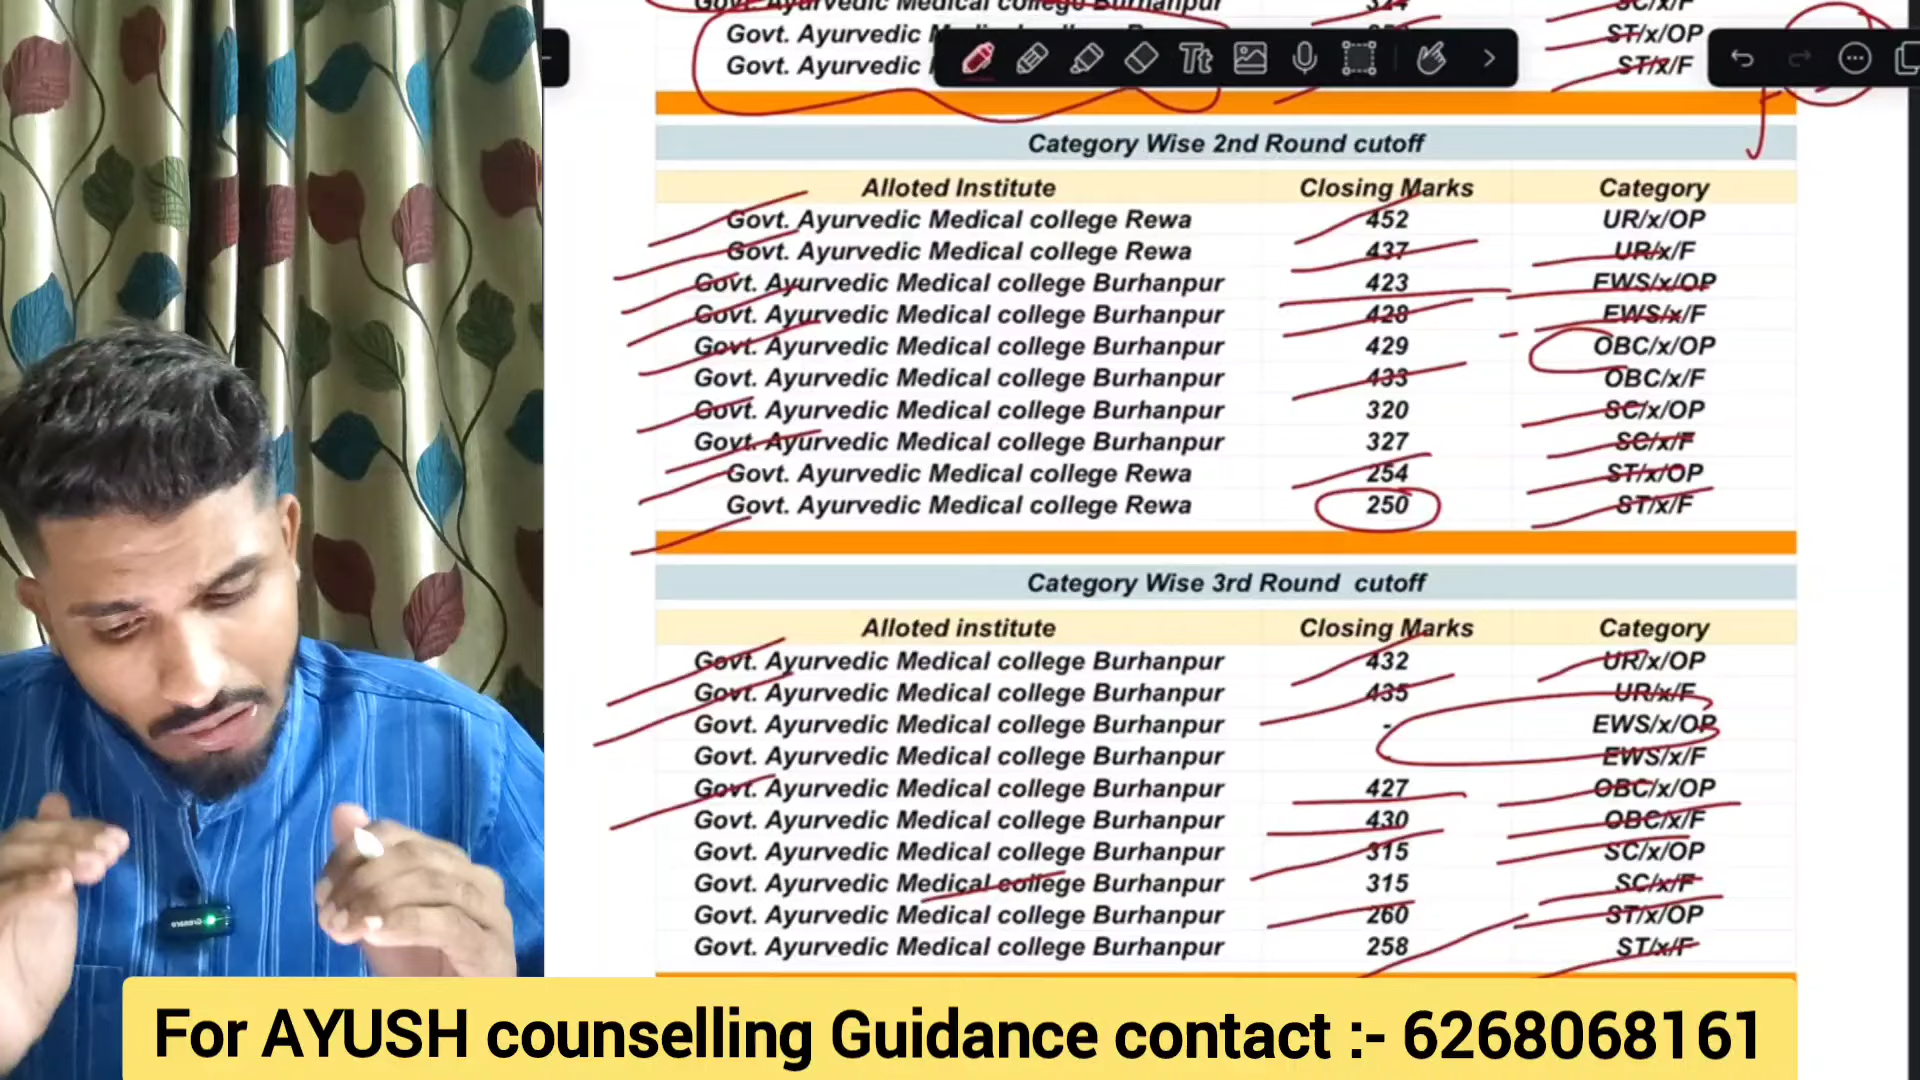 Govt. Ayurvedic Medical college Burhanpur 324 SC/x/F
Govt. Ayurvedic ST/x/OP
Govt. Ayurvedic ST/x/F
Tt
Category Wise 2nd Round cutoff
Alloted Institute Closing Marks Category
Govt. Ayurvedic Medical college Rewa 452 UR/x/OP
Govt. Ayurvedic Medical college Rewa 437 UR/x/F
Govt. Ayurvedic Medical college Burhanpur 423 EWS/x/OP
Govt. Ayurvedic Medical college Burhanpur 428 EWS/x/F
Govt. Ayurvedic Medical college Burhanpur 429 OBC/x/OP
Govt. Ayurvedic Medical college Burhanpur 433 OBC/x/F
Govt. Ayurvedic Medical college Burhanpur 320 SC/x/OP
Govt. Ayurvedic Medical college Burhanpur 327 SC/x/F
Govt. Ayurvedic Medical college Rewa 254 ST/x/OP
Govt. Ayurvedic Medical college Rewa 250 ST/x/F
Category Wise 3rd Round cutoff
Alloted institute Closing Marks Category
Govt. Ayurvedic Medical college Burhanpur 432 UR/x/OP
Govt. Ayurvedic Medical college Burhanpur 435 UR/x/F
Govt. Ayurvedic Medical college Burhanpur - EWS/x/OP
Govt. Ayurvedic Medical college Burhanpur EWS/x/F
Govt. Ayurvedic Medical college Burhanpur 427 OBC/x/OP
Govt. Ayurvedic Medical college Burhanpur 430 OBC/x/F
Govt. Ayurvedic Medical college Burhanpur 315 SC/x/OP
Govt. Ayurvedic Medical college Burhanpur 315 SC/x/F
Govt. Ayurvedic Medical college Burhanpur 260 ST/x/OP
Govt. Ayurvedic Medical college Burhanpur 258 ST/x/F
For AYUSH counselling Guidance contact :- 6268068161